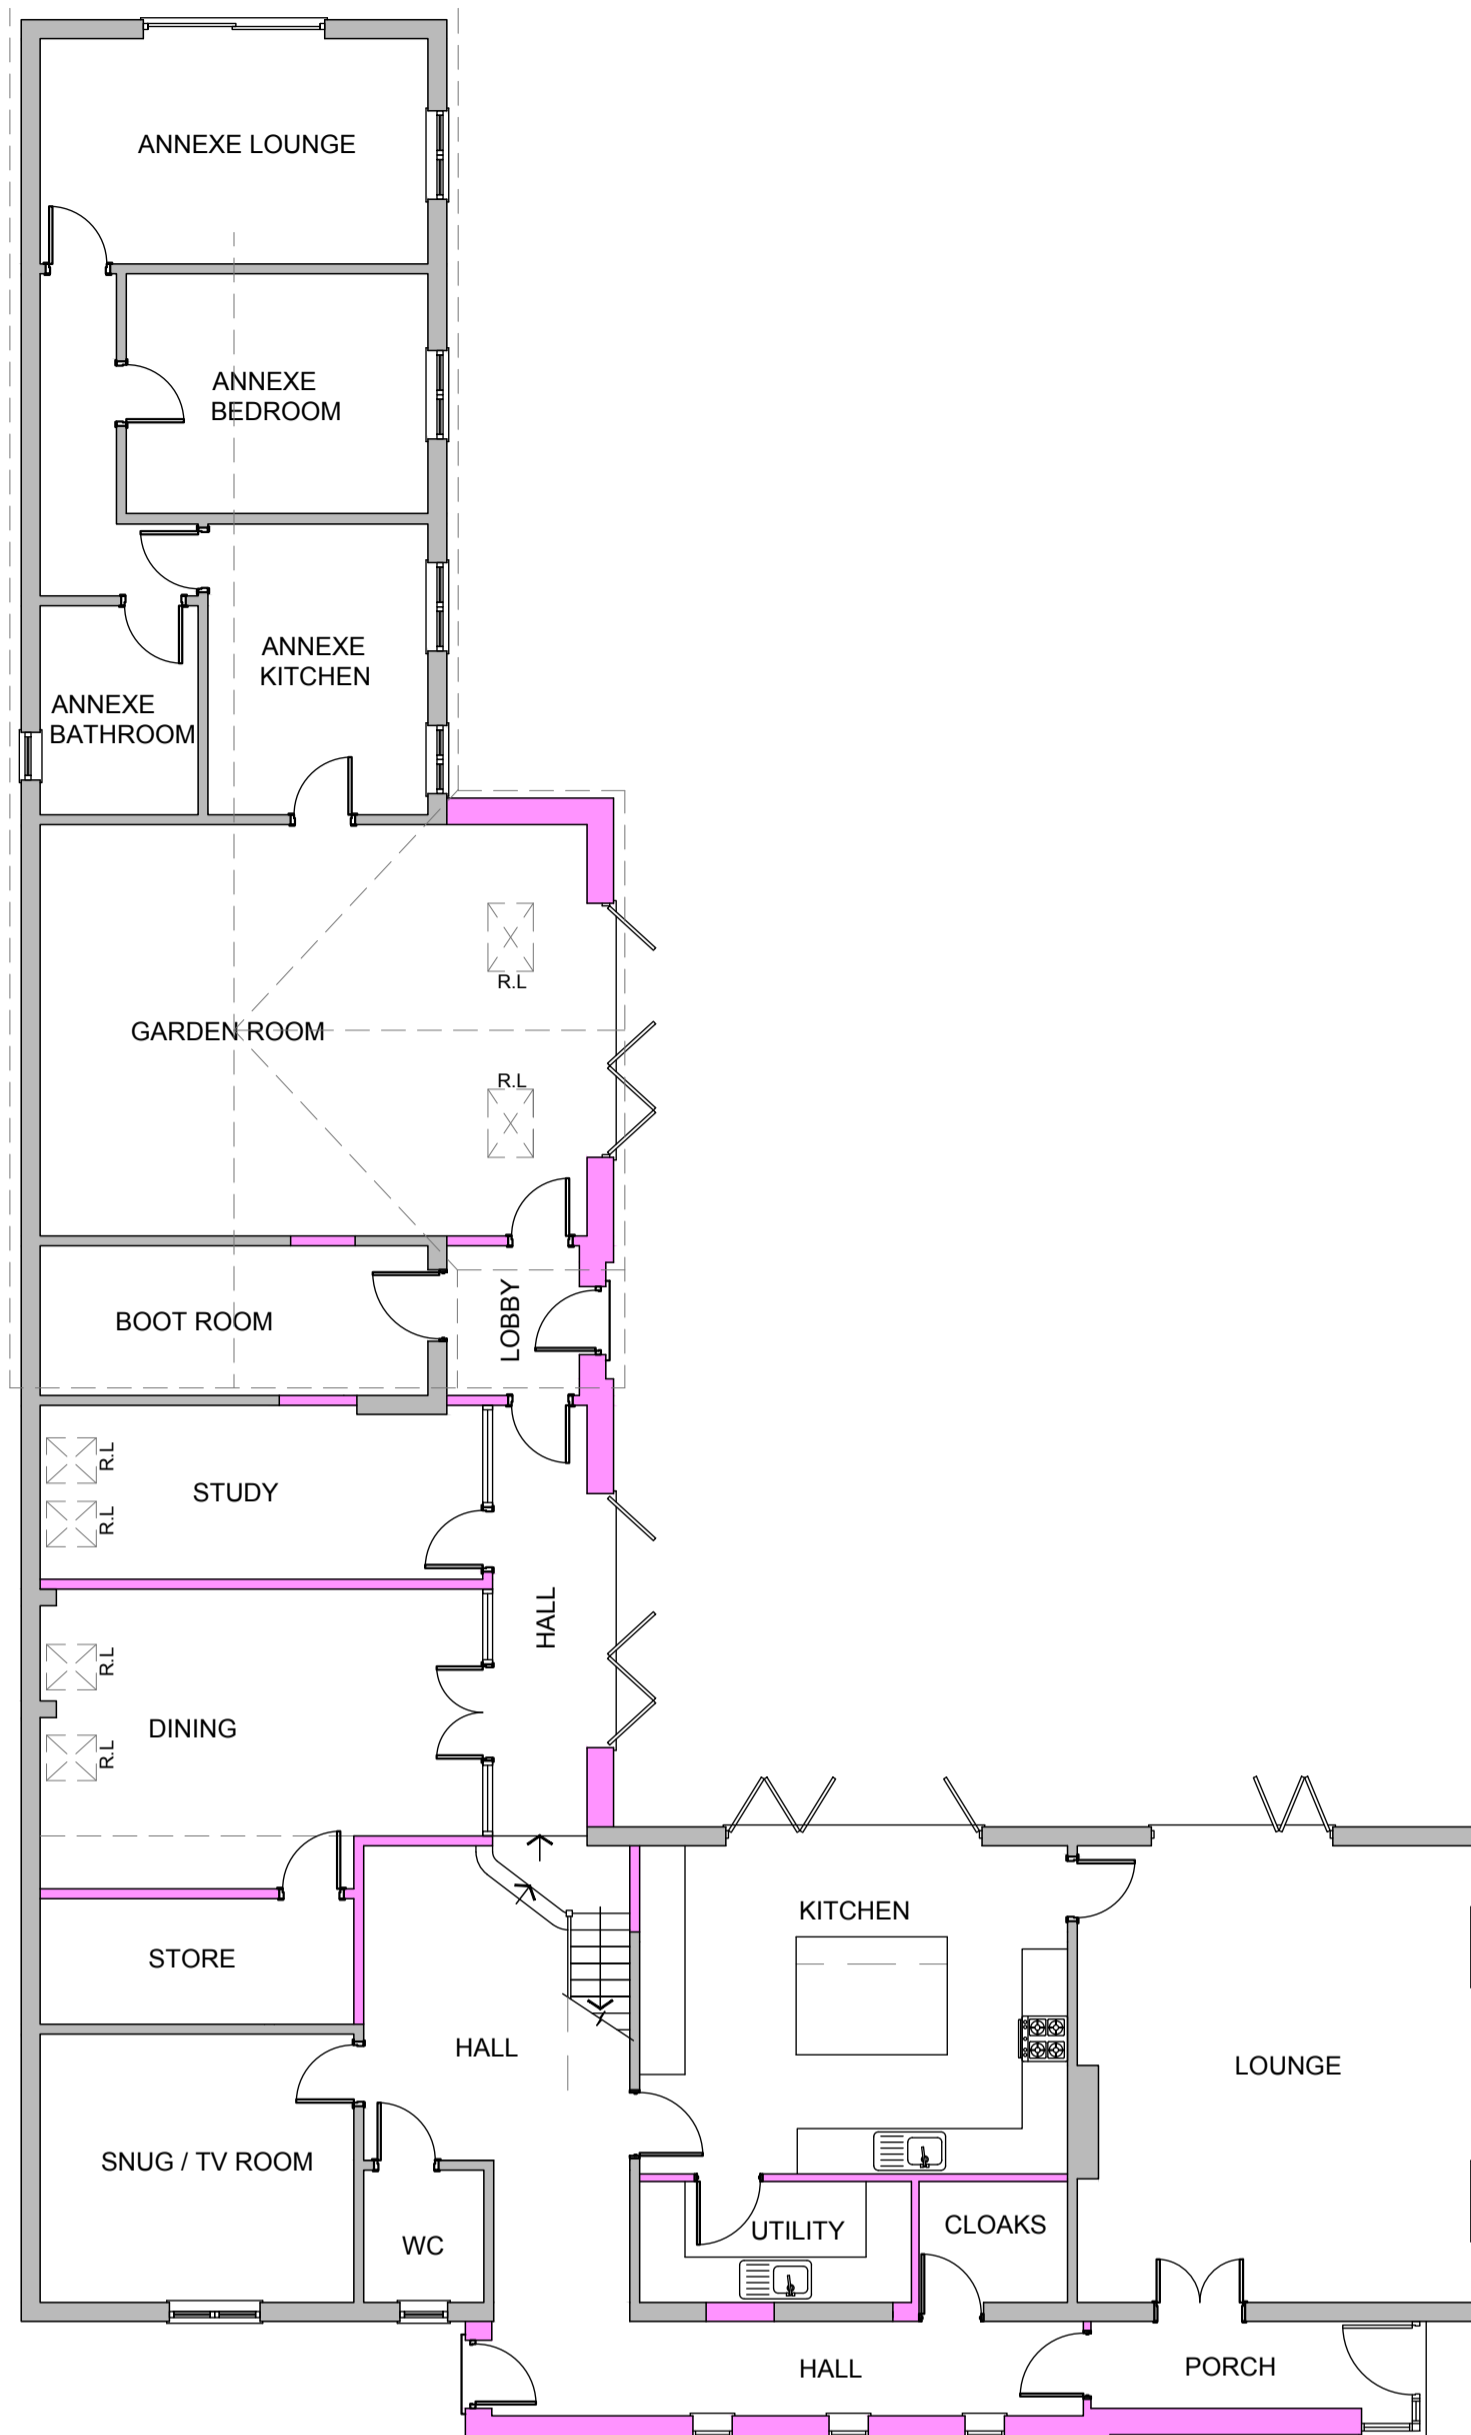 ANNEXE LOUNGE
ANNEXE
BEDROOM
ANNEXE
KITCHEN
ANNEXE
BATHROOM
R.L
GARDEN ROOM
R.L
LOBBY
BOOT ROOM
R.L
STUDY
R.L
HALL
R.L
DINING
R.L
KITCHEN
STORE
HALL
LOUNGE
SNUG / TV ROOM
UTILITY
CLOAKS
WC
HALL
PORCH